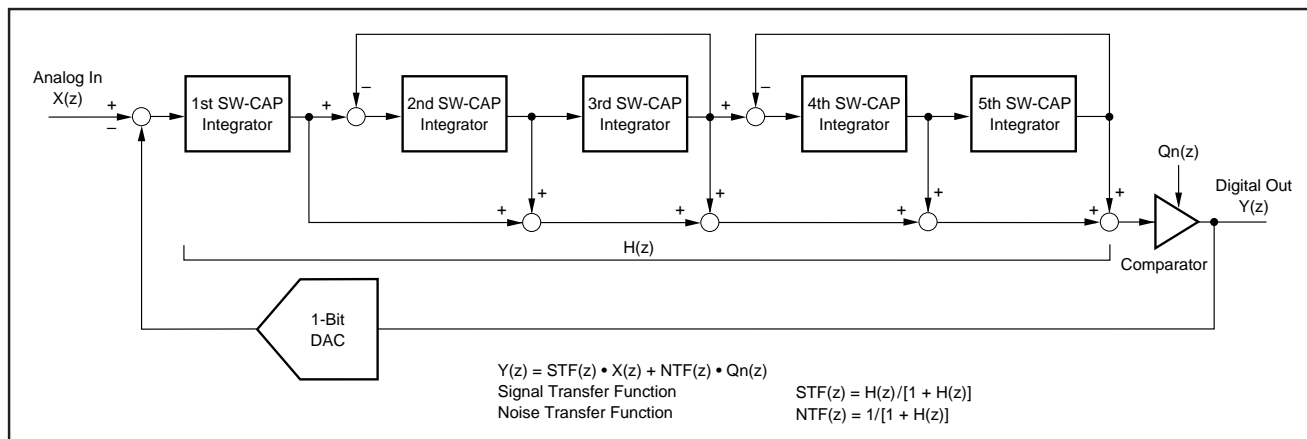 Analog In
X(z)
+
−
1st SW-CAP
Integrator
+
−
2nd SW-CAP
Integrator
3rd SW-CAP
Integrator
+
−
4th SW-CAP
Integrator
5th SW-CAP
Integrator
Qn(z)
Digital Out
Y(z)
+
+
+
+
+
+
+
+
H(z)
Comparator
1-Bit
DAC
Y(z) = STF(z) • X(z) + NTF(z) • Qn(z)
Signal Transfer Function STF(z) = H(z)/[1 + H(z)]
Noise Transfer Function NTF(z) = 1/[1 + H(z)]